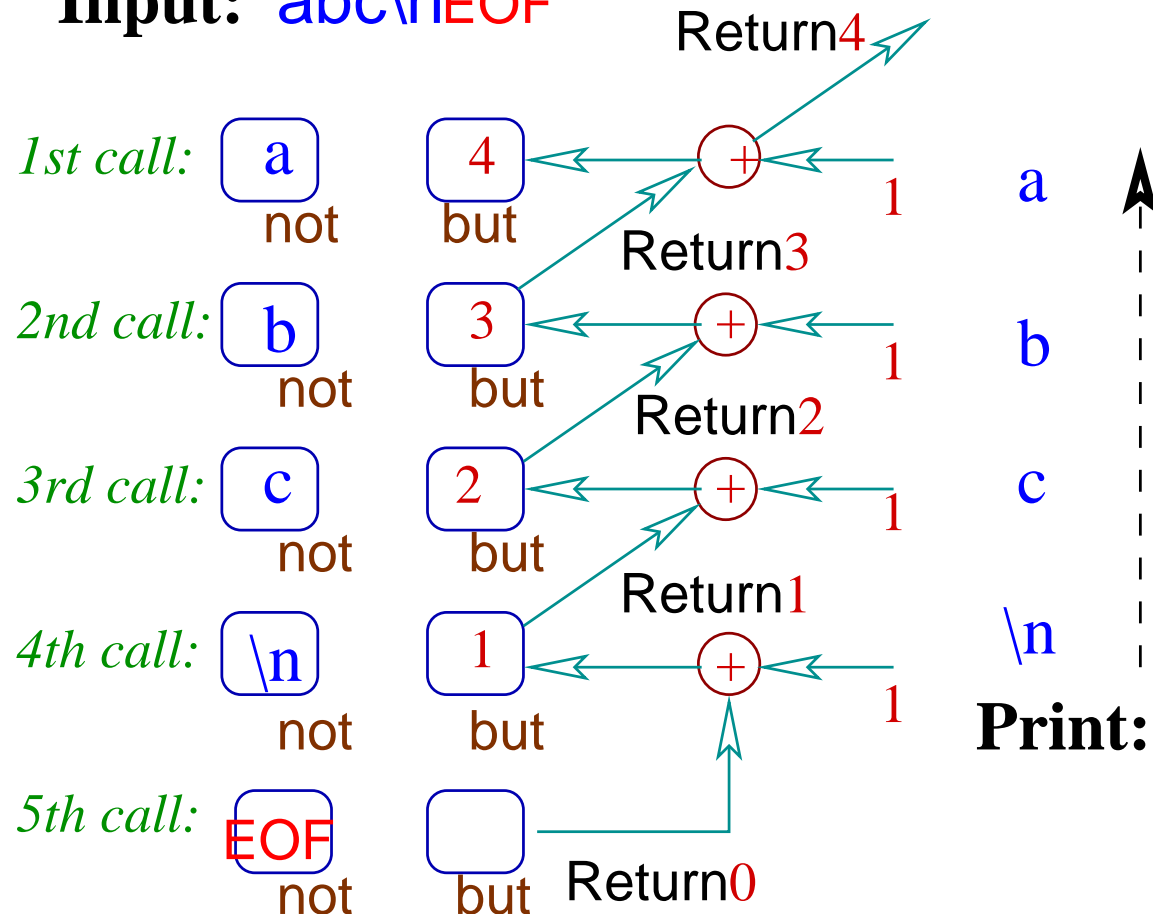 Input: abc\nEOF
Return4
1st call: a 4 + 1 a
not but
Return3
2nd call: b 3 + 1 b
not but
Return2
3rd call: c 2 + 1 c
not but
Return1
4th call: \n 1 + 1 \n
not but
Print:
5th call: EOF
Return0
not but